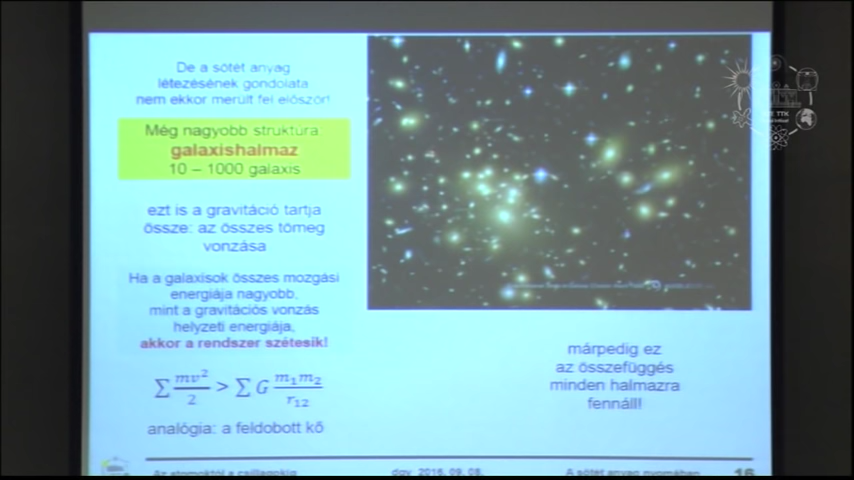 De a sötét anyag
létezésének gondolata
nem ekkor merült fel először!
Még nagyobb struktúra
galaxishalmaz
10 – 1000 galaxis
ezt is a gravitáció tartja
össze: az összes tömeg
vonzása
Ha a galaxisok összes mozgási
energiája nagyobb,
mint a gravitációs vonzás
helyzeti energiája,
akkor a rendszer szétesik!
∑ mv²/2 > ∑ G m₁m₂/r₁₂
analógia: a feldobott kő
márpedig ez
az összefüggés
minden halmazra
fennáll!
Az atomoktól a csillagokig
dgy 2016. 09. 08.
A sötét anyag nyomában
16